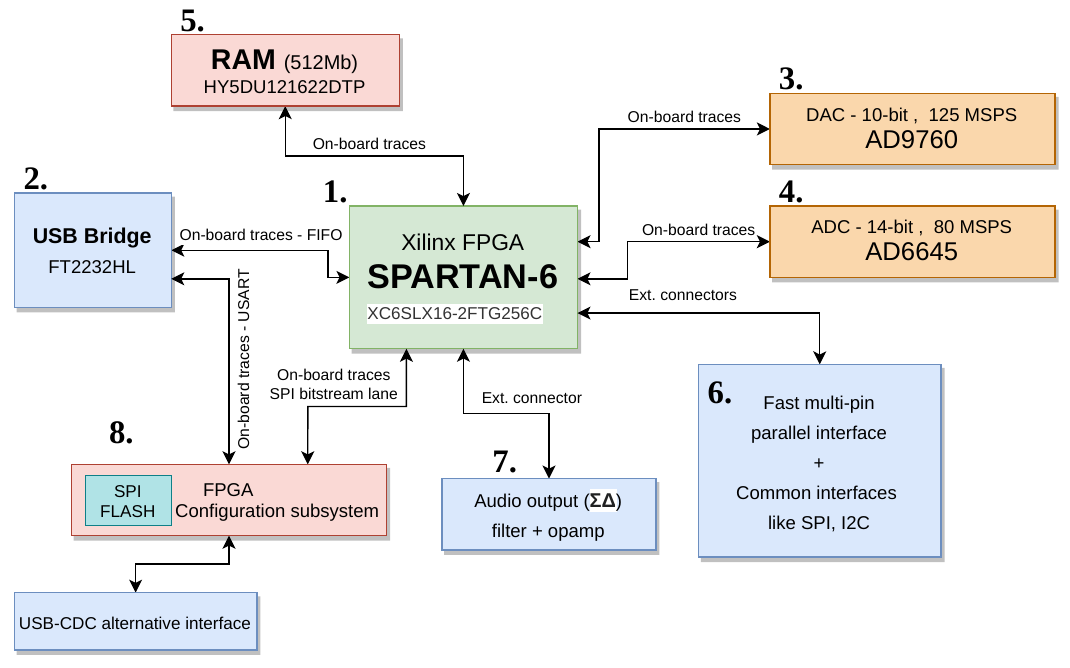 5.
RAM (512Mb)
HY5DU121622DTP
On-board traces
3.
DAC - 10-bit ,  125 MSPS
AD9760
On-board traces
2.
USB Bridge
FT2232HL
On-board traces - FIFO
1.
Xilinx FPGA
SPARTAN-6
XC6SLX16-2FTG256C
4.
ADC - 14-bit ,  80 MSPS
AD6645
On-board traces
Ext. connectors
On-board traces - USART
On-board traces
SPI bitstream lane
Ext. connector
6.
Fast multi-pin
parallel interface
+
Common interfaces
like SPI, I2C
8.
SPI
FLASH
FPGA
Configuration subsystem
7.
Audio output (ΣΔ)
filter + opamp
USB-CDC alternative interface